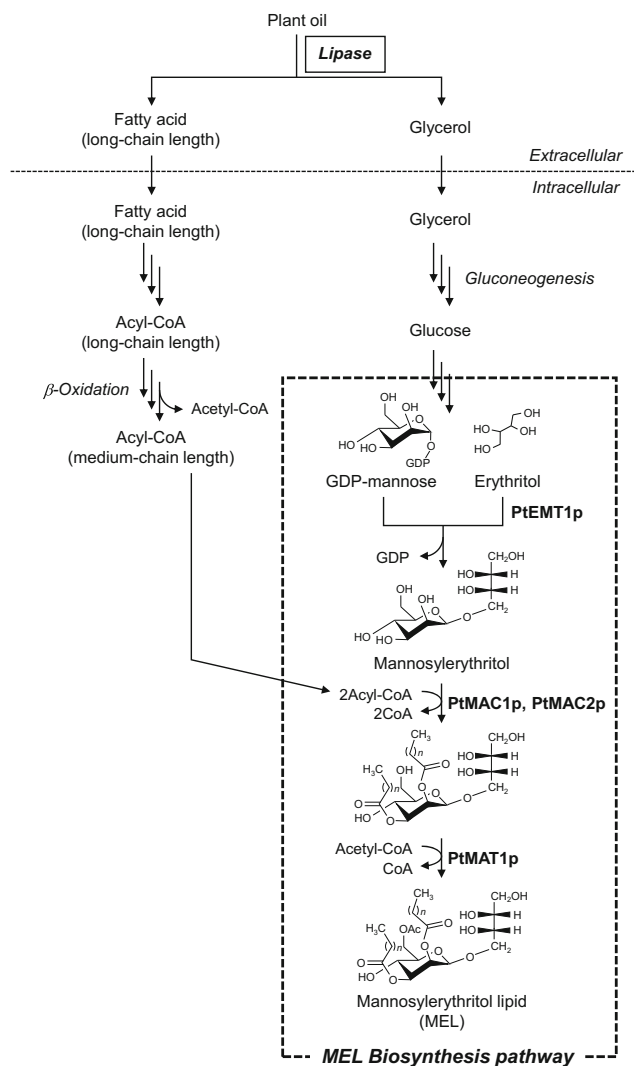 Plant oil
Lipase
Fatty acid
(long-chain length)
Glycerol
Extracellular
Intracellular
Fatty acid
(long-chain length)
Glycerol
Gluconeogenesis
Acyl-CoA
(long-chain length)
Glucose
β-Oxidation
Acetyl-CoA
Acyl-CoA
(medium-chain length)
OH
OH
O
HO
HO
O
GDP
GDP-mannose
OH
OH
HO
HO
Erythritol
PtEMT1p
GDP
CH2OH
HO H
HO H
O CH2
OH
OH
O
HO
HO
Mannosylerythritol
2Acyl-CoA
2CoA
PtMAC1p, PtMAC2p
CH3
( )n
O
H3C
OH
( )n
O
O
O
HO
O
CH2OH
HO H
HO H
O CH2
Acetyl-CoA
CoA
PtMAT1p
CH3
( )n
O
H3C
OAc
( )n
O
O
O
HO
O
CH2OH
HO H
HO H
O CH2
Mannosylerythritol lipid
(MEL)
MEL Biosynthesis pathway